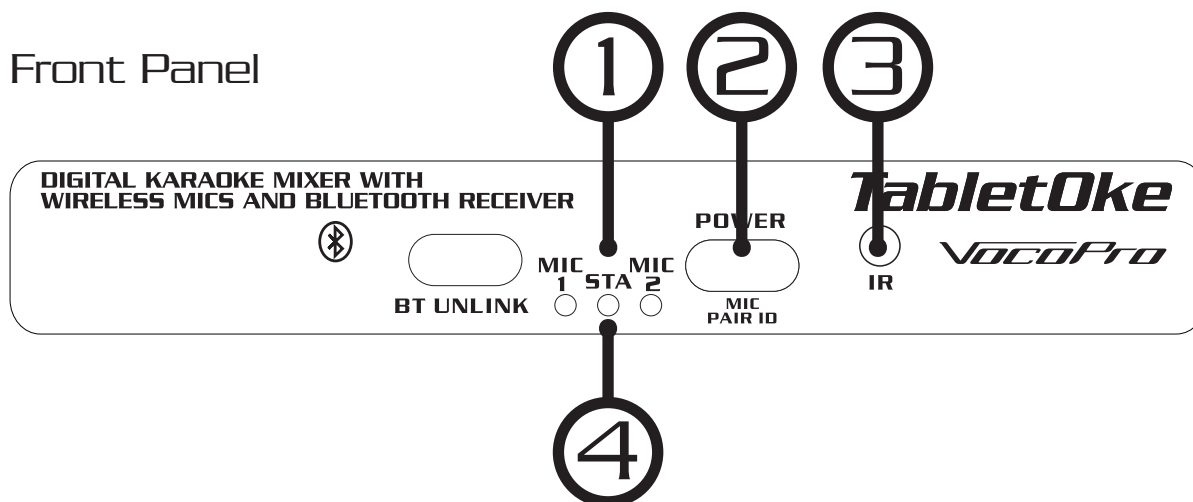 Front Panel
1
2
3
DIGITAL KARAOKE MIXER WITH
WIRELESS MICS AND BLUETOOTH RECEIVER
TabletOke
VocoPro
POWER
MIC
1
STA
MIC
2
BT UNLINK
MIC
PAIR ID
IR
4